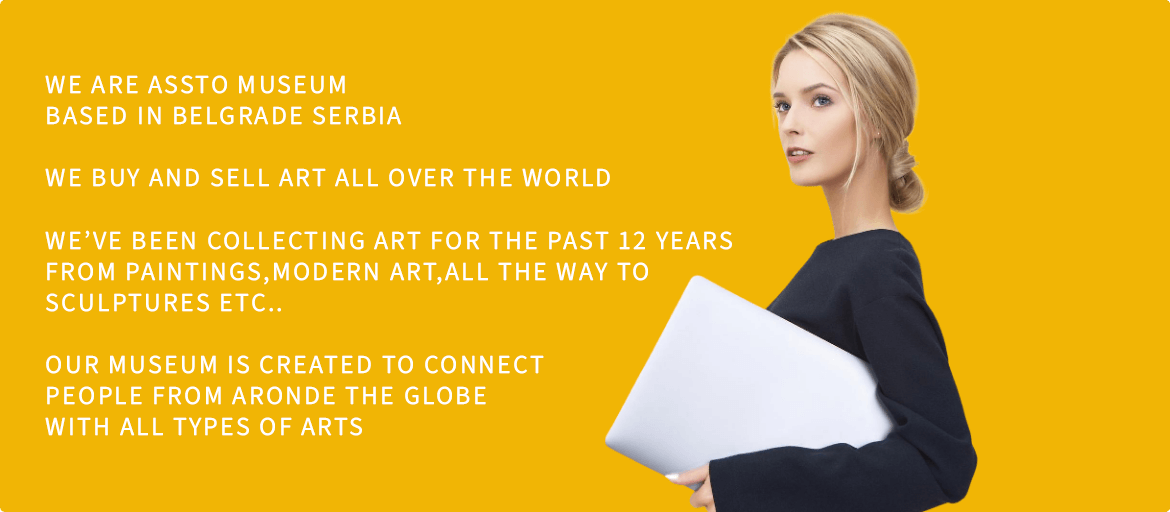 WE ARE ASSTO MUSEUM
BASED IN BELGRADE SERBIA
WE BUY AND SELL ART ALL OVER THE WORLD
WE’VE BEEN COLLECTING ART FOR THE PAST 12 YEARS
FROM PAINTINGS,MODERN ART,ALL THE WAY TO
SCULPTURES ETC..
OUR MUSEUM IS CREATED TO CONNECT
PEOPLE FROM ARONDE THE GLOBE
WITH ALL TYPES OF ARTS